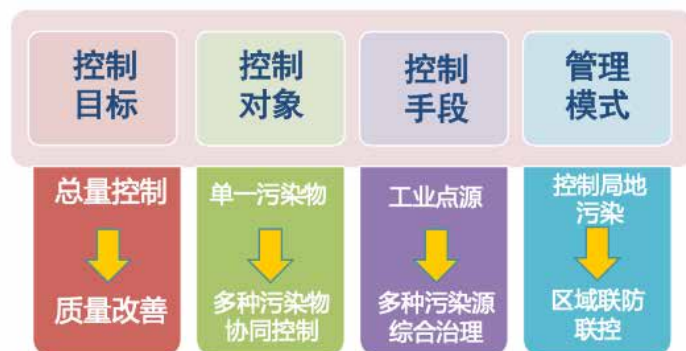 控制
目标
控制
对象
控制
手段
管理
模式
总量控制
质量改善
单一污染物
多种污染物
协同控制
工业点源
多种污染源
综合治理
控制局地
污染
区域联防
联控